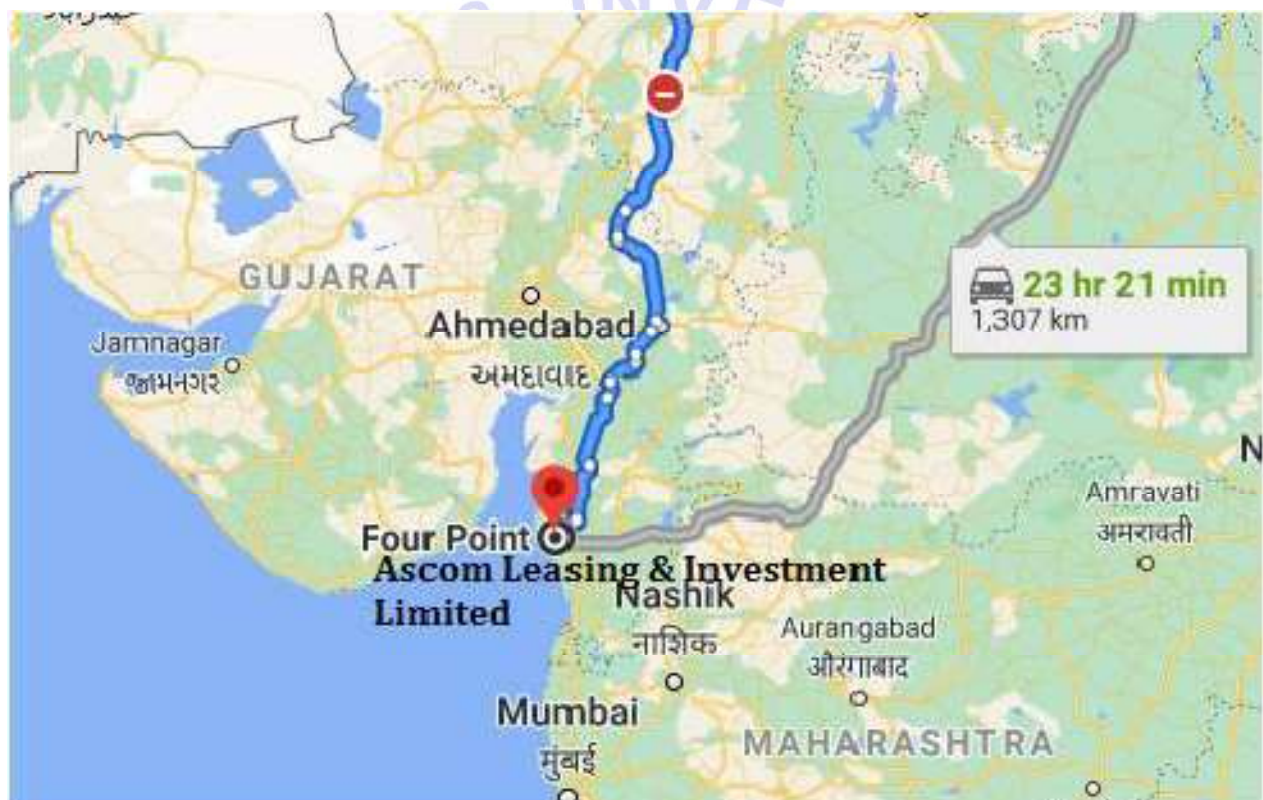 GUJARAT
23 hr 21 min
1,307 km
Ahmedabad
અમદાવાદ
Jamnagar
જામનગર
Amravati
अमरावती
Four Point
Ascom Leasing & Investment
Limited
Nashik
नाशिक
Aurangabad
औरंगाबाद
Mumbai
मुंबई
MAHARASHTRA
N